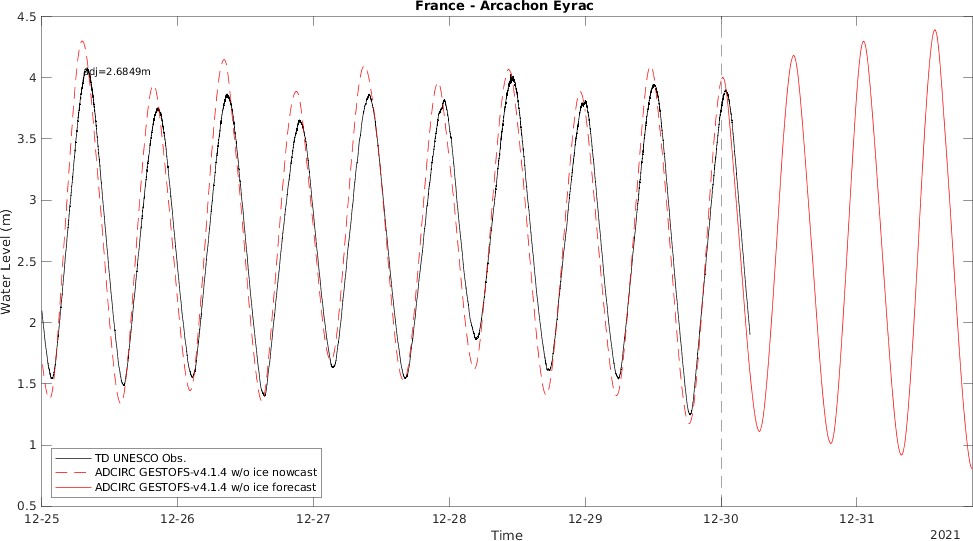 France - Arcachon Eyrac
4.5
4
3.5
3
2.5
2
1.5
1
0.5
Water Level (m)
adj=2.6849m
TD UNESCO Obs.
ADCIRC GESTOFS-v4.1.4 w/o ice nowcast
ADCIRC GESTOFS-v4.1.4 w/o ice forecast
12-25 12-26 12-27 12-28 12-29 12-30 12-31
Time
2021